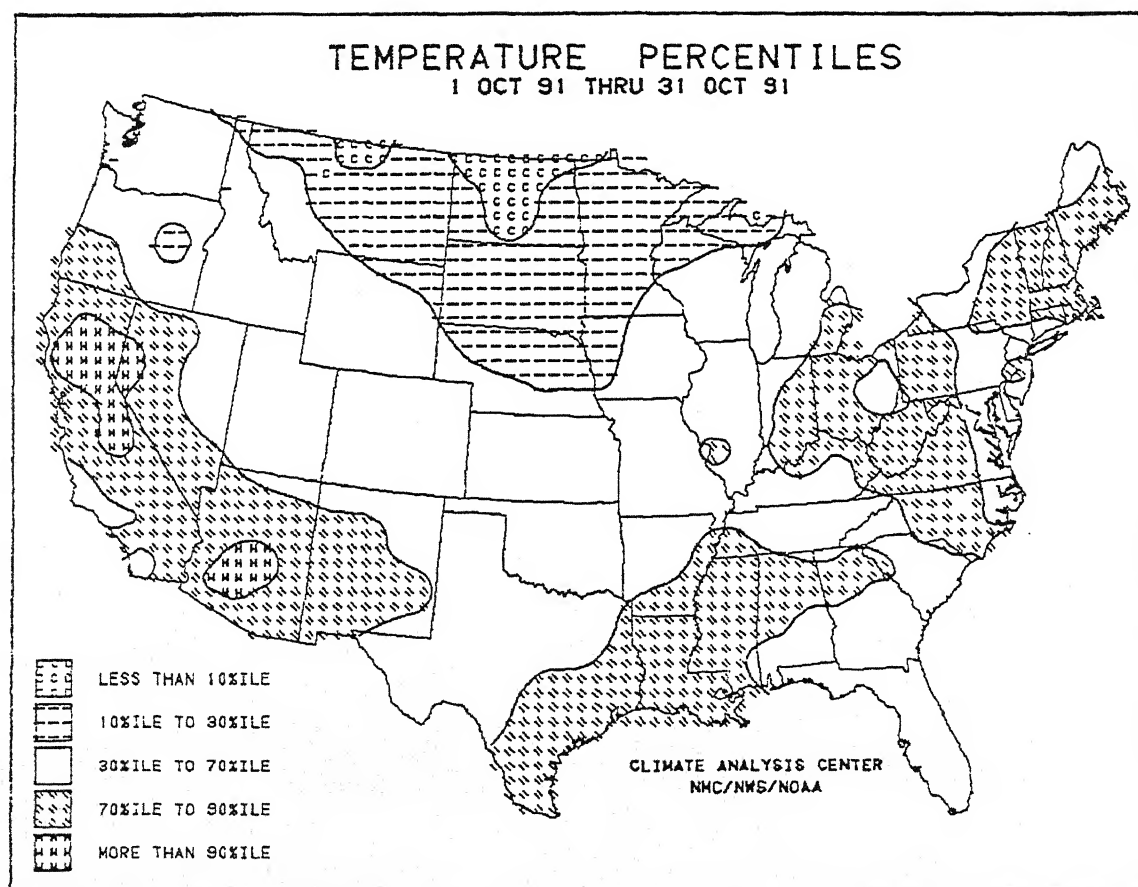 TEMPERATURE PERCENTILES
1 OCT 91 THRU 31 OCT 91
LESS THAN 10%ILE
10%ILE TO 30%ILE
30%ILE TO 70%ILE
70%ILE TO 90%ILE
MORE THAN 90%ILE
CLIMATE ANALYSIS CENTER
NMC/NWS/NOAA